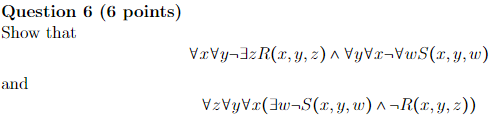 Question 6 (6 points)
Show that
∀x∀y¬∃zR(x, y, z) ∧ ∀y∀x¬∀wS(x, y, w)
and
∀z∀y∀x(∃w¬S(x, y, w) ∧ ¬R(x, y, z))